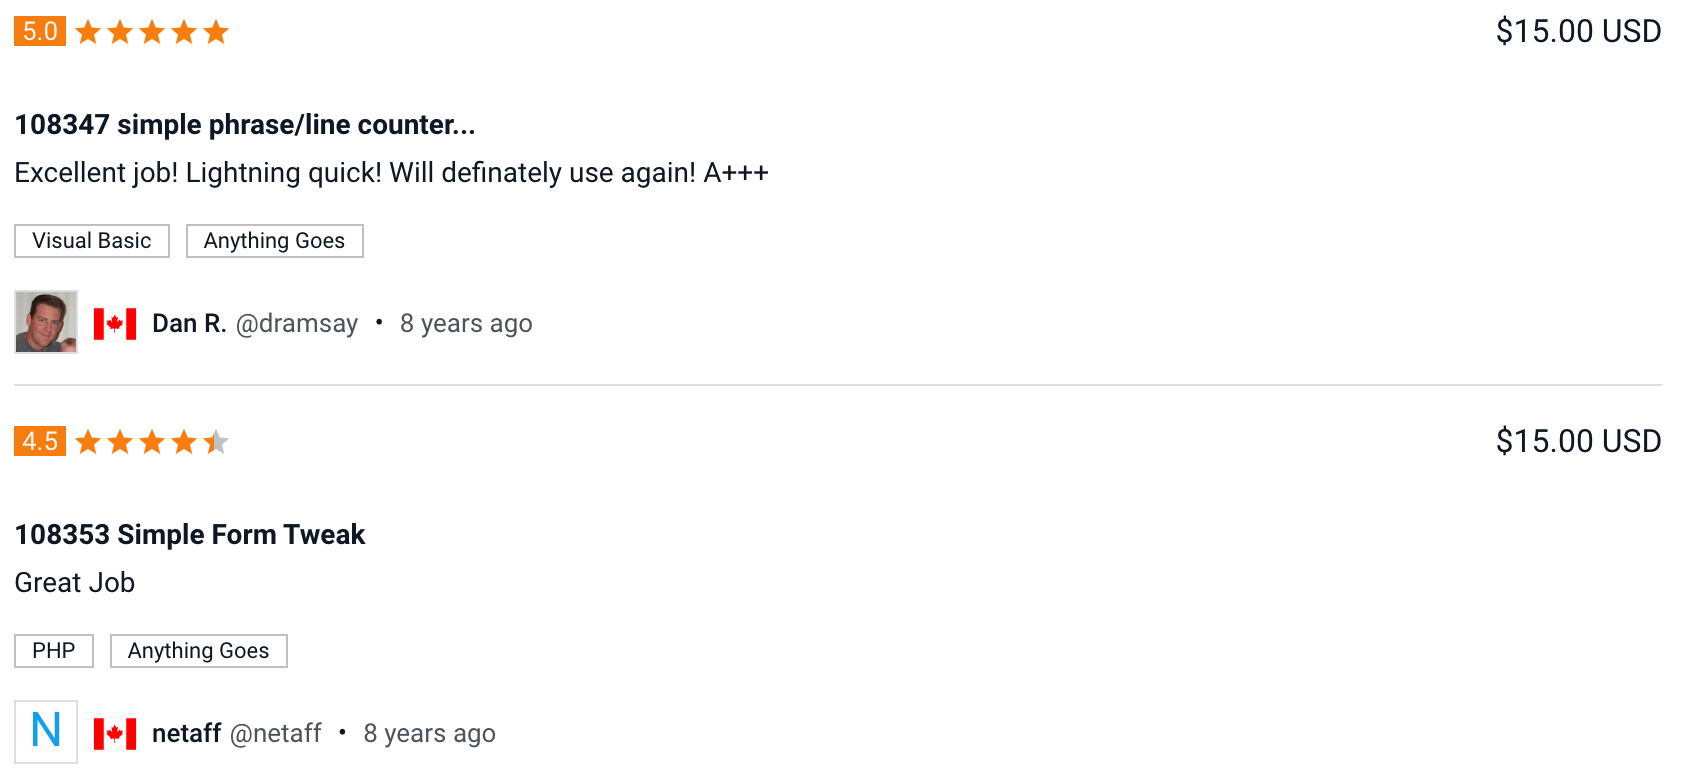 5.0 $15.00 USD
108347 simple phrase/line counter...
Excellent job! Lightning quick! Will definately use again! A+++
Visual Basic Anything Goes
Dan R. @dramsay • 8 years ago
4.5 $15.00 USD
108353 Simple Form Tweak
Great Job
PHP Anything Goes
N netaff @netaff • 8 years ago